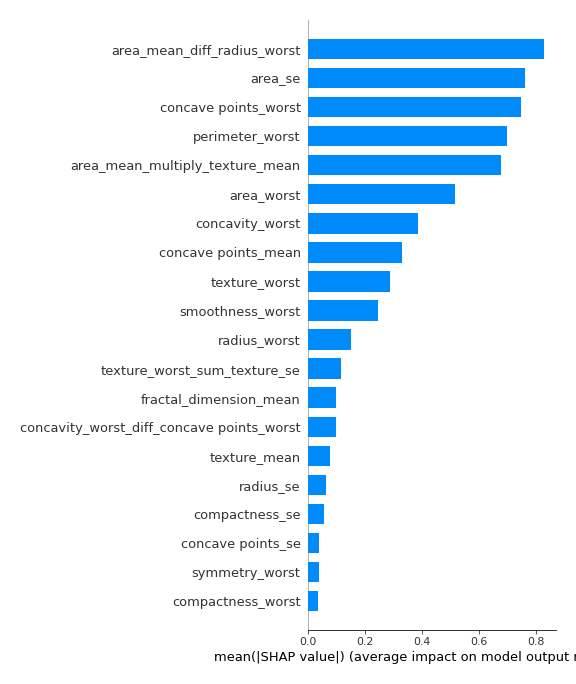 area_mean_diff_radius_worst
area_se
concave points_worst
perimeter_worst
area_mean_multiply_texture_mean
area_worst
concavity_worst
concave points_mean
texture_worst
smoothness_worst
radius_worst
texture_worst_sum_texture_se
fractal_dimension_mean
concavity_worst_diff_concave points_worst
texture_mean
radius_se
compactness_se
concave points_se
symmetry_worst
compactness_worst
0.0 0.2 0.4 0.6 0.8
mean(|SHAP value|) (average impact on model output